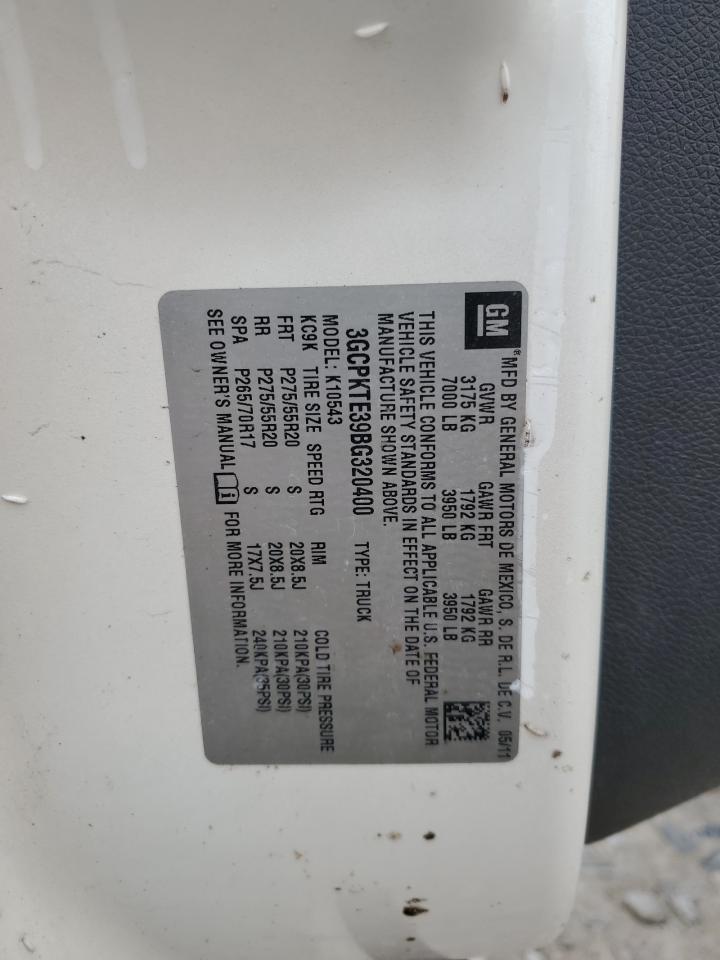 GM
® MFD BY GENERAL MOTORS DE MEXICO, S. DE R.L. DE C.V. 05/11
GVWR GAWR FRT GAWR RR
3175 KG 1792 KG 1792 KG
7000 LB 3950 LB 3950 LB
THIS VEHICLE CONFORMS TO ALL APPLICABLE U.S. FEDERAL MOTOR
VEHICLE SAFETY STANDARDS IN EFFECT ON THE DATE OF
MANUFACTURE SHOWN ABOVE.
3GCPKTE39BG320400 TYPE: TRUCK
MODEL: K10543
KC9K TIRE SIZE SPEED RTG RIM COLD TIRE PRESSURE
FRT P275/55R20 S 20X8.5J 210KPA(30PSI)
RR P275/55R20 S 20X8.5J 210KPA(30PSI)
SPA P265/70R17 S 17X7.5J 240KPA(35PSI)
SEE OWNER'S MANUAL i FOR MORE INFORMATION.